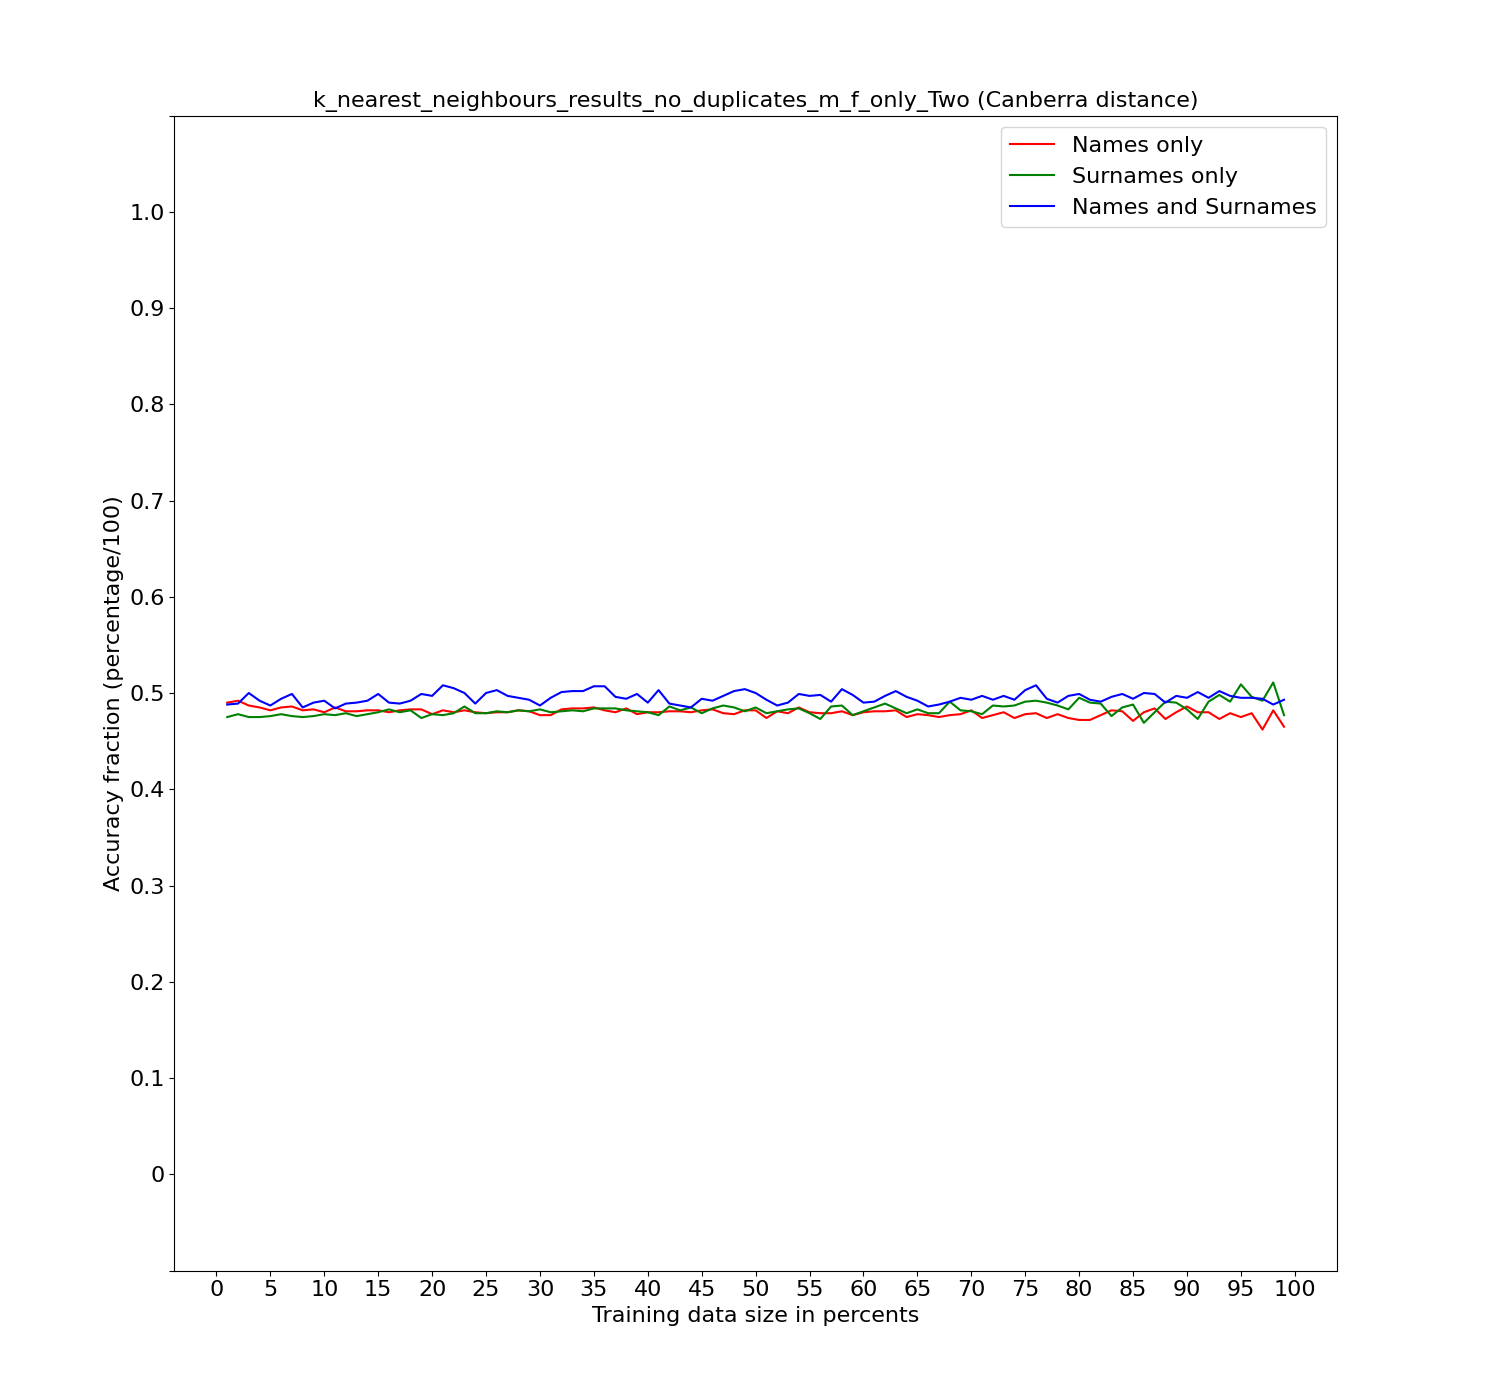 k_nearest_neighbours_results_no_duplicates_m_f_only_Two (Canberra distance)
Names only
Surnames only
Names and Surnames
1.0
0.9
0.8
0.7
0.6
0.5
0.4
0.3
0.2
0.1
0
Accuracy fraction (percentage/100)
0 5 10 15 20 25 30 35 40 45 50 55 60 65 70 75 80 85 90 95 100
Training data size in percents